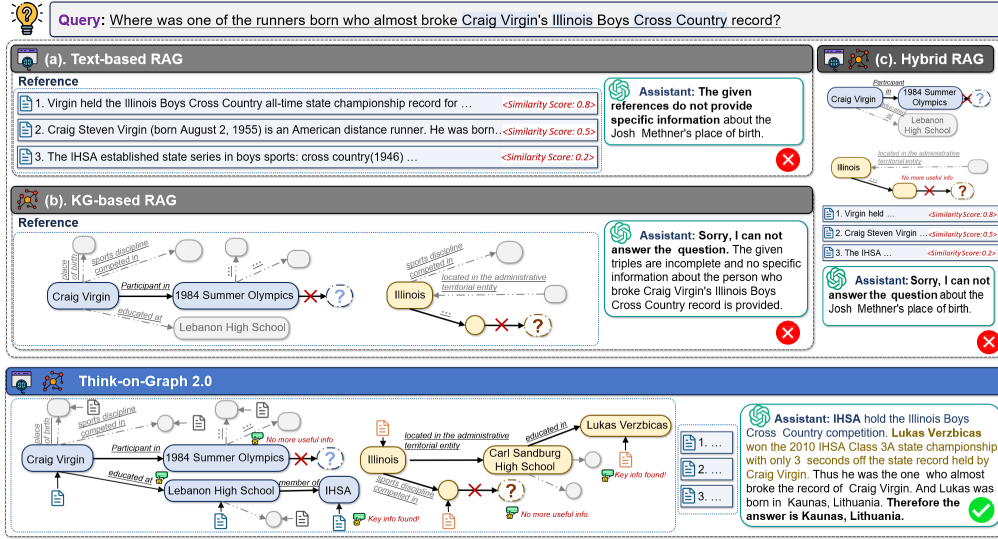 Query: Where was one of the runners born who almost broke Craig Virgin's Illinois Boys Cross Country record?
(a). Text-based RAG
Reference
1. Virgin held the Illinois Boys Cross Country all-time state championship record for … <Similarity Score: 0.8>
2. Craig Steven Virgin (born August 2, 1955) is an American distance runner. He was born… <Similarity Score: 0.5>
3. The IHSA established state series in boys sports: cross country(1946) … <Similarity Score: 0.2>
Assistant: The given
references do not provide
specific information about the
Josh Methner's place of birth.
(b). KG-based RAG
Reference
place
of birth
sports discipline
competed in
...
Craig Virgin
Participant in
1984 Summer Olympics
?
educated at
Lebanon High School
sports discipline
competed in
located in the administrative
territorial entity
Illinois
...
?
Assistant: Sorry, I can not
answer the question. The given
triples are incomplete and no specific
information about the person who
broke Craig Virgin's Illinois Boys
Cross Country record is provided.
(c). Hybrid RAG
Participant
in
Craig Virgin
1984 Summer
Olympics
?
educated
at
Lebanon
High School
located in the administrative
territorial entity
Illinois
No more useful info.
...
?
1. Virgin held … <Similarity Score: 0.8>
2. Craig Steven Virgin … <Similarity Score: 0.5>
3. The IHSA … <Similarity Score: 0.2>
Assistant: Sorry, I can not
answer the question about the
Josh Methner's place of birth.
Think-on-Graph 2.0
place
of birth
sports discipline
competed in
...
No more useful info.
Craig Virgin
Participant in
1984 Summer Olympics
?
educated at
Lebanon High School
member of
IHSA
Key info found!
located in the administrative
territorial entity
Illinois
Carl Sandburg
High School
educated in
Lukas Verzbicas
Key info found!
sports discipline
competed in
?
No more useful info.
1. …
2. …
3. …
Assistant: IHSA hold the Illinois Boys
Cross Country competition. Lukas Verzbicas
won the 2010 IHSA Class 3A state championship
with only 3 seconds off the state record held by
Craig Virgin. Thus he was the one who almost
broke the record of Craig Virgin. And Lukas was
born in Kaunas, Lithuania. Therefore the
answer is Kaunas, Lithuania.